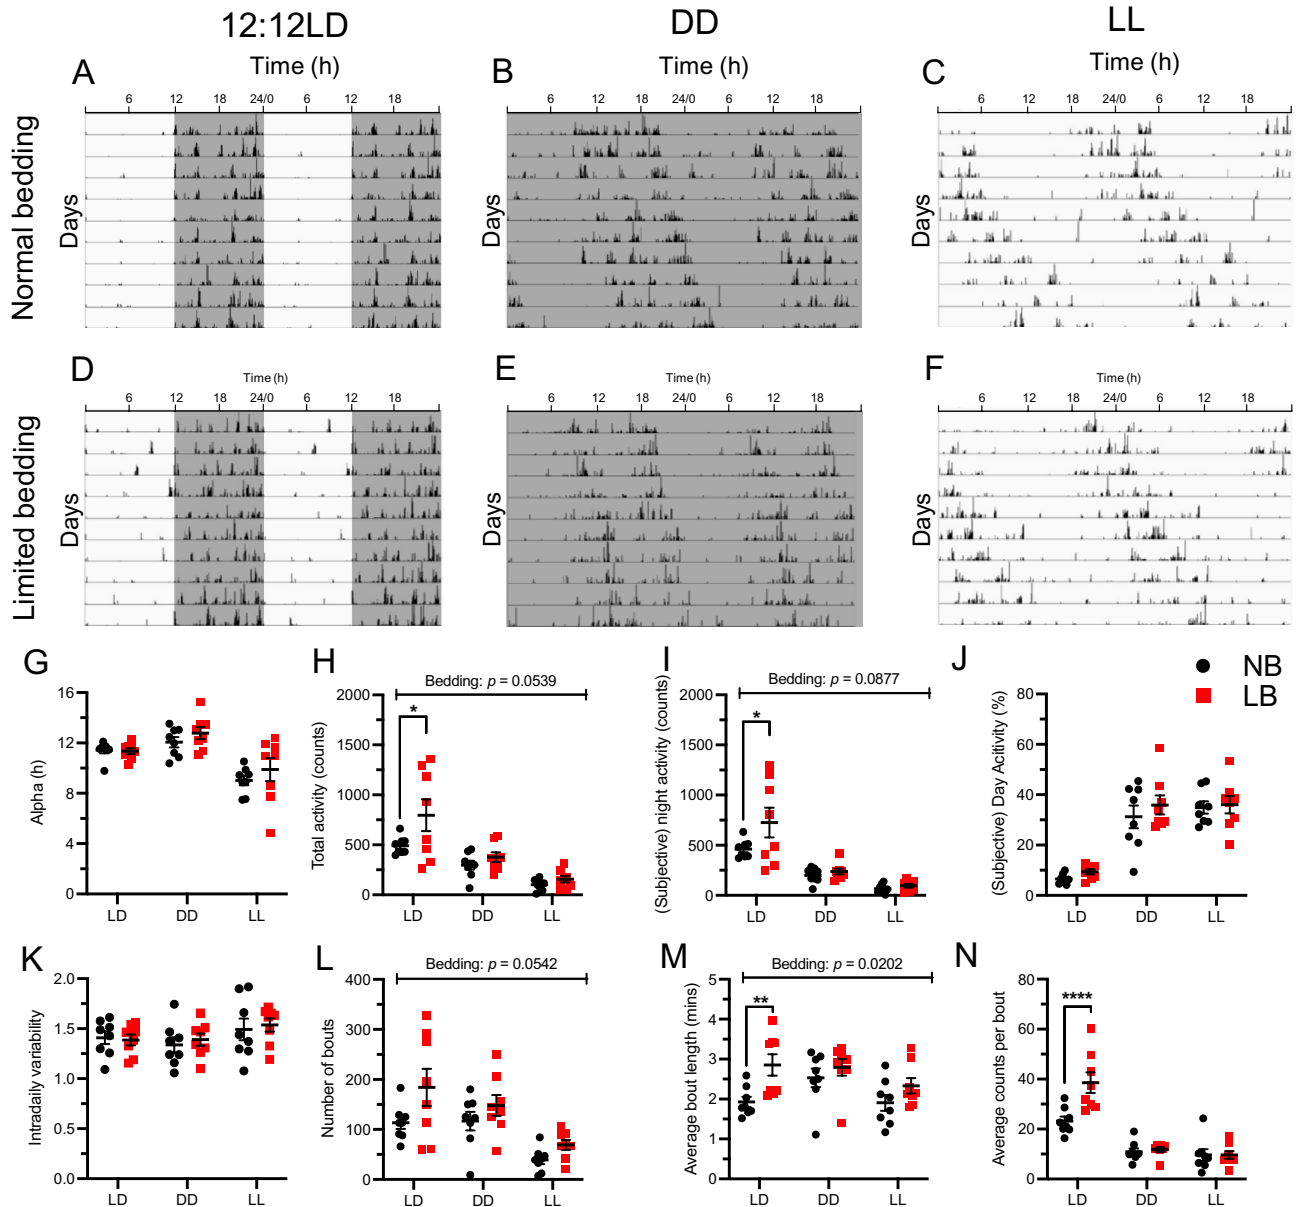 12:12LD DD LL
A Time (h) B Time (h) C Time (h)
6 12 18 24/0 6 12 18
6 12 18 24/0 6 12 18
6 12 18 240 6 12 18
Normal bedding
Days
Days
Days
D Time (h) E Time (h) F Time (h)
6 12 18 24/0 6 12 18
6 12 18 24/0 6 12 18
6 12 18 240 6 12 18
Limited bedding
Days
Days
Days
G
Alpha (h)
16
12
8
4
0
LD DD LL
H
Bedding: p = 0.0539
Total activity (counts)
2000
1500
1000
500
0
*
LD DD LL
I
Bedding: p = 0.0877
(Subjective) night activity (counts)
2000
1500
1000
500
0
*
LD DD LL
J
NB
LB
(Subjective) Day Acitivity (%)
80
60
40
20
0
LD DD LL
K
Intradaily variability
2.0
1.5
1.0
0.5
0.0
LD DD LL
L
Bedding: p = 0.0542
Number of bouts
400
300
200
100
0
LD DD LL
M
Bedding: p = 0.0202
Average bout length (mins)
5
4
3
2
1
0
**
LD DD LL
N
Average counts per bout
80
60
40
20
0
****
LD DD LL